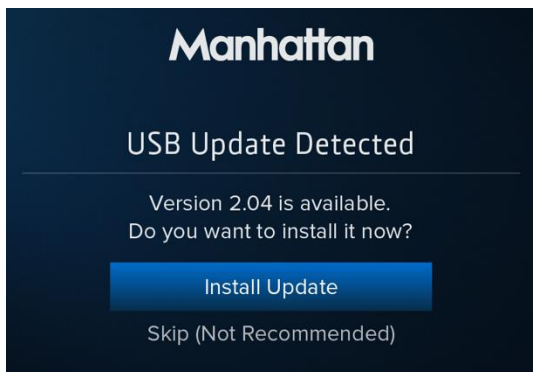 Manhattan
USB Update Detected
Version 2.04 is available.
Do you want to install it now?
Install Update
Skip (Not Recommended)